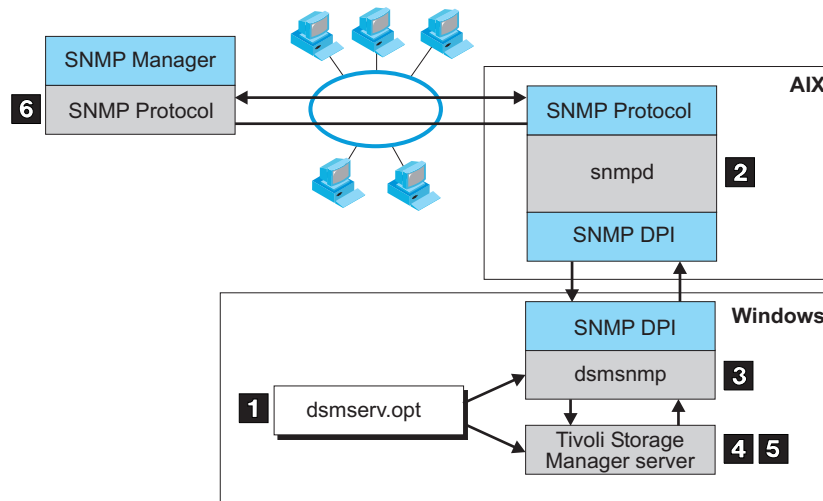 SNMP Manager
6
SNMP Protocol
AIX
SNMP Protocol
snmpd
2
SNMP DPI
Windows
SNMP DPI
dsmsnmp
3
1
dsmserv.opt
Tivoli Storage
Manager server
4 5